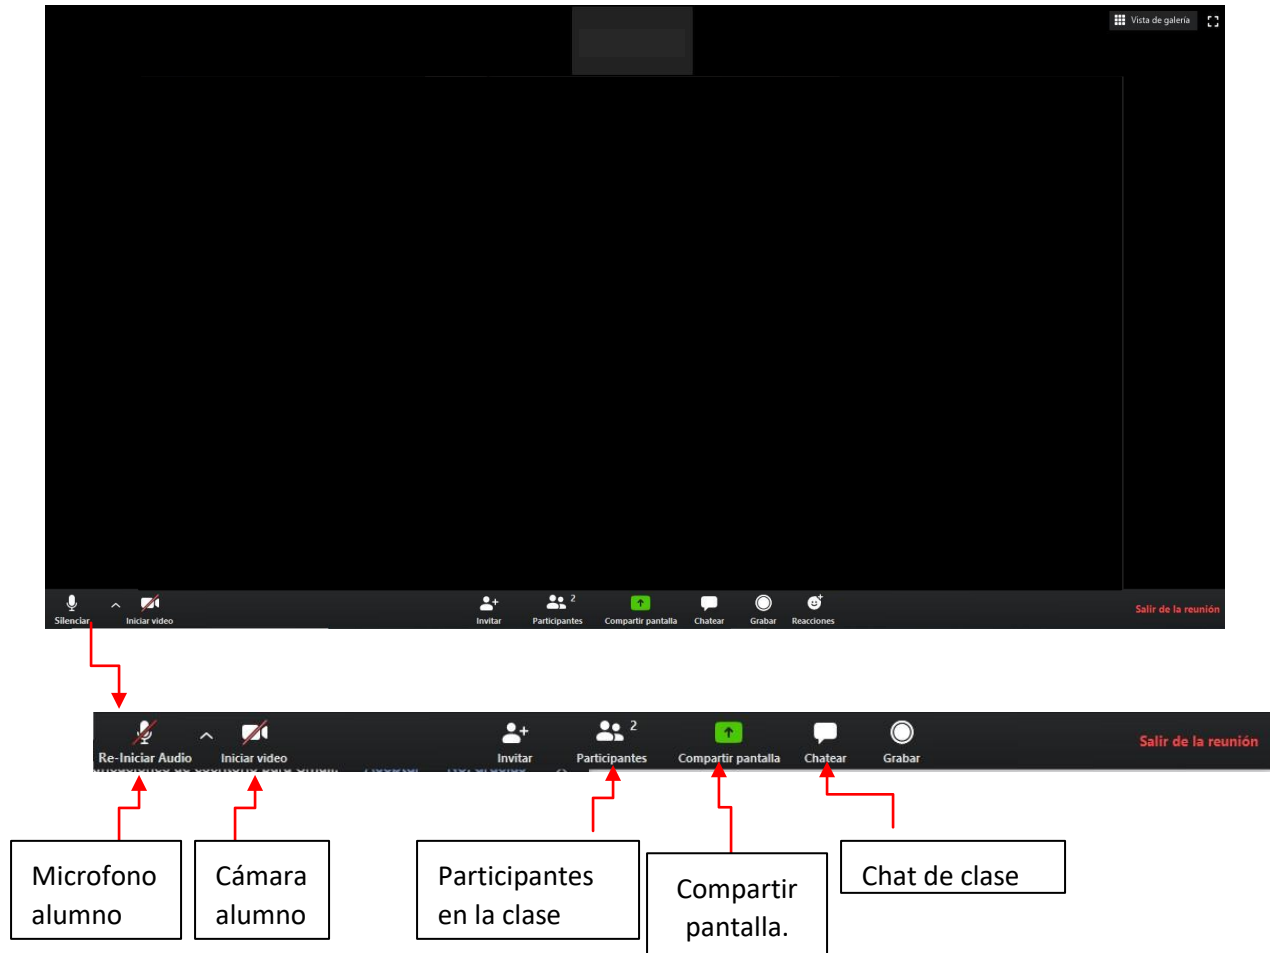 Vista de galería
Silenciar
Iniciar video
Invitar
2
Participantes
Compartir pantalla
Chatear
Grabar
Reacciones
Salir de la reunión
Re-Iniciar Audio
Iniciar video
Invitar
2
Participantes
Compartir pantalla
Chatear
Grabar
Salir de la reunión
Microfono
alumno
Cámara
alumno
Participantes
en la clase
Compartir
pantalla.
Chat de clase